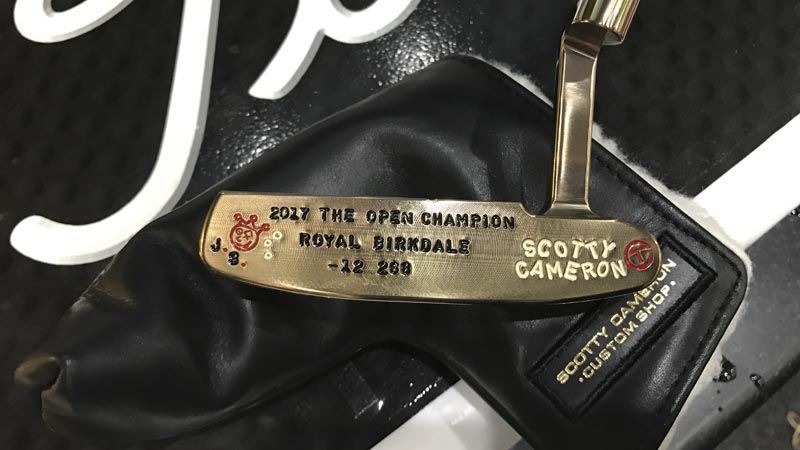 2017 THE OPEN CHAMPION
ROYAL BIRKDALE
-12 268
J.S.
SCOTTY
CAMERON
SCOTTY CAMERON
·CUSTOM SHOP·